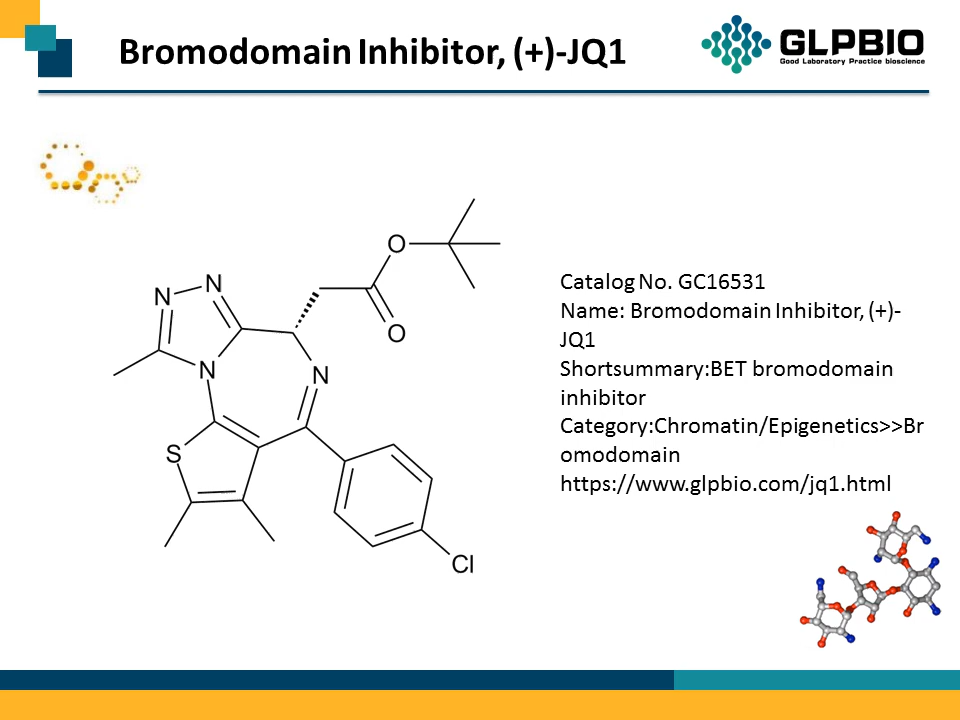 Bromodomain Inhibitor, (+)-JQ1
GLPBIO
Good Laboratory Practice bioscience
O
O
N
N
N
N
S
Cl
Catalog No. GC16531
Name: Bromodomain Inhibitor, (+)-
JQ1
Shortsummary:BET bromodomain
inhibitor
Category:Chromatin/Epigenetics>>Br
omodomain
https://www.glpbio.com/jq1.html